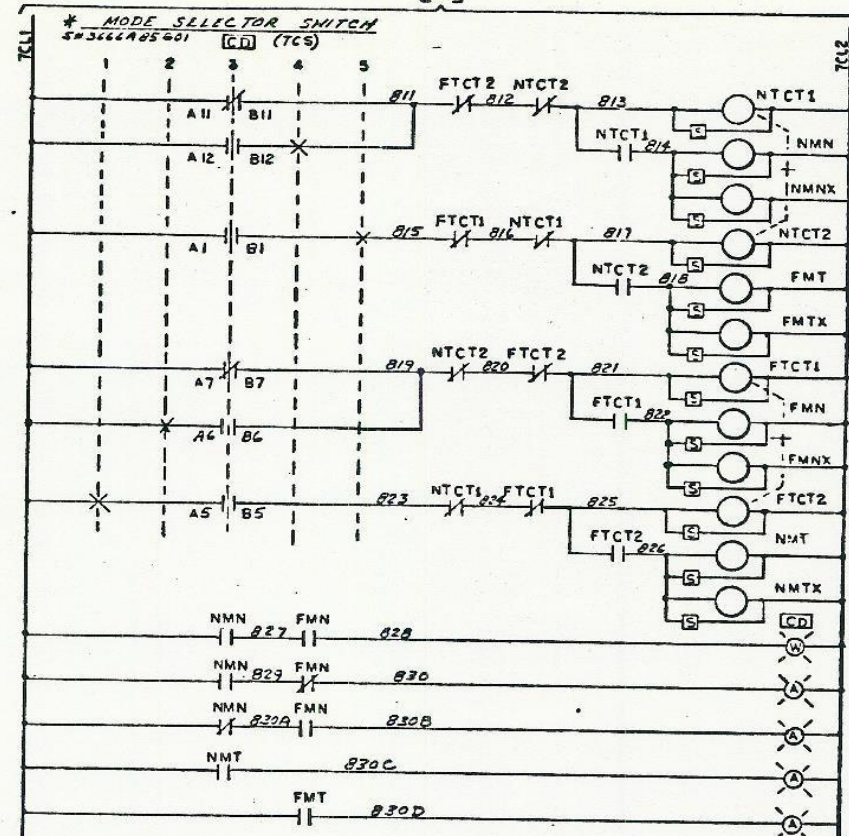 * MODE SELECTOR SWITCH
S#3666A85G01 CD (TCS)
7CL1
7CL2
1 2 3 4 5
A11 B11 811 FTCT2 812 NTCT2 813 NTCT1
A12 B12 NTCT1 814 S NMN
S NMNX
S
A1 B1 815 FTCT1 816 NTCT1 817 NTCT2
NTCT2 818 S FMT
S FMTX
S
A7 B7 819 NTCT2 820 FTCT2 821 FTCT1
A6 B6 FTCT1 822 S FMN
S FMNX
S
A5 B5 823 NTCT1 824 FTCT1 825 FTCT2
FTCT2 826 S NMT
S NMTX
S
CD
NMN 827 FMN 828 W
NMN 829 FMN 830 A
NMN 830A FMN 830B A
NMT 830C A
FMT 830D A